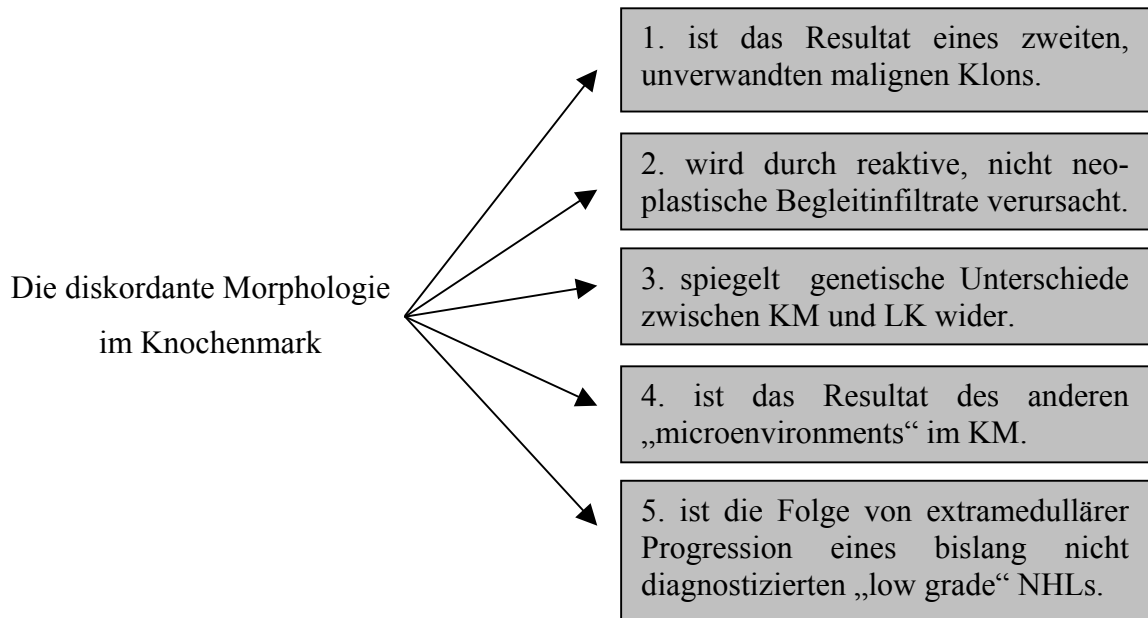 Die diskordante Morphologie
im Knochenmark
1. ist das Resultat eines zweiten,
unverwandten malignen Klons.
2. wird durch reaktive, nicht neo-
plastische Begleitinfiltrate verursacht.
3. spiegelt genetische Unterschiede
zwischen KM und LK wider.
4. ist das Resultat des anderen
„microenvironments“ im KM.
5. ist die Folge von extramedullärer
Progression eines bislang nicht
diagnostizierten „low grade“ NHLs.